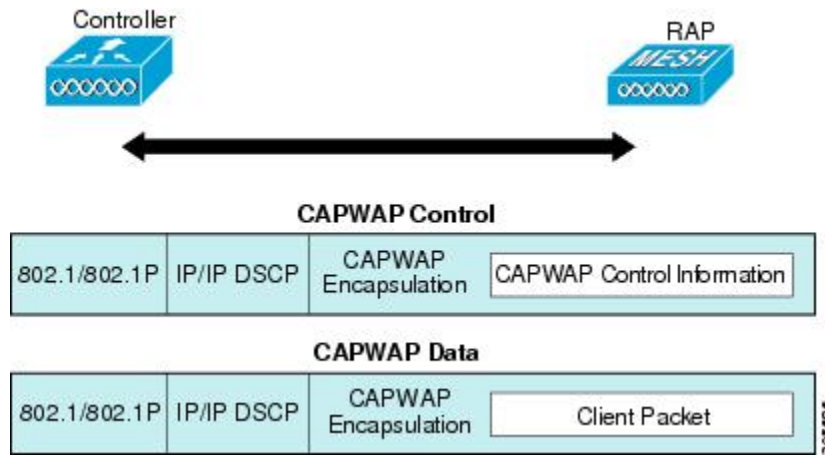 Controller
RAP
MESH
CAPWAP Control
802.1/802.1P IP/IP DSCP CAPWAP Encapsulation CAPWAP Control Information
CAPWAP Data
802.1/802.1P IP/IP DSCP CAPWAP Encapsulation Client Packet